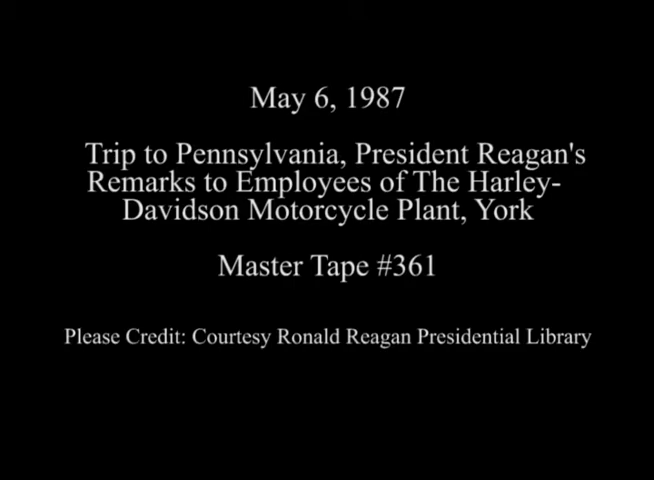 May 6, 1987
Trip to Pennsylvania, President Reagan's
Remarks to Employees of The Harley-
Davidson Motorcycle Plant, York
Master Tape #361
Please Credit: Courtesy Ronald Reagan Presidential Library